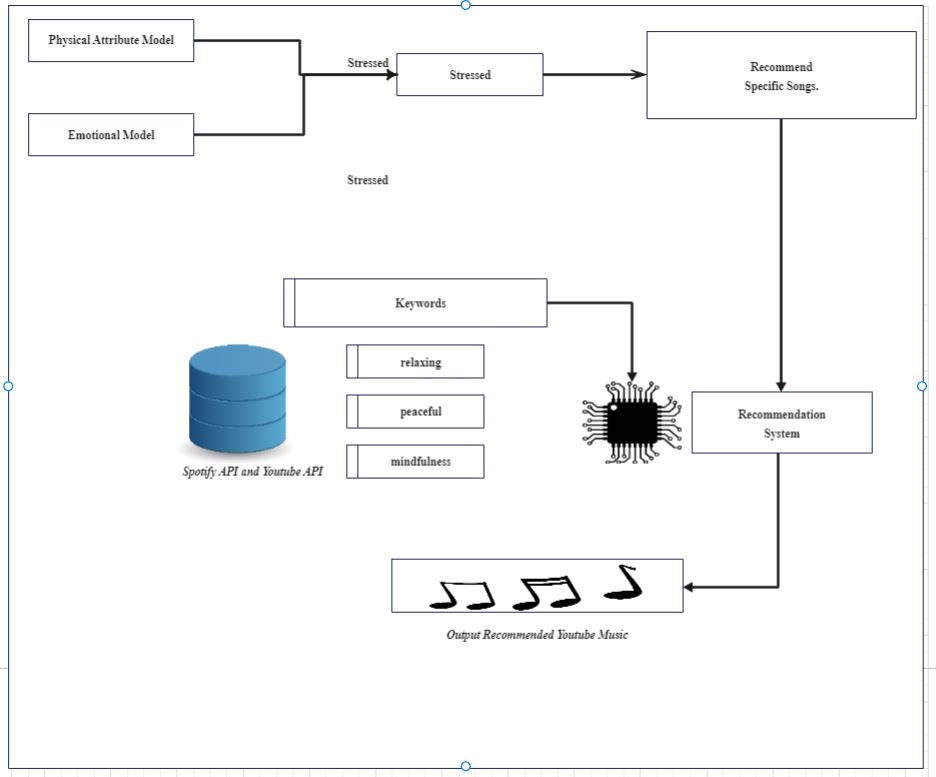 Physical Attribute Model
Stressed
Stressed
Recommend
Specific Songs.
Emotional Model
Stressed
Keywords
relaxing
peaceful
mindfulness
Spotify API and Youtube API
Recommendation
System
Output Recommended Youtube Music